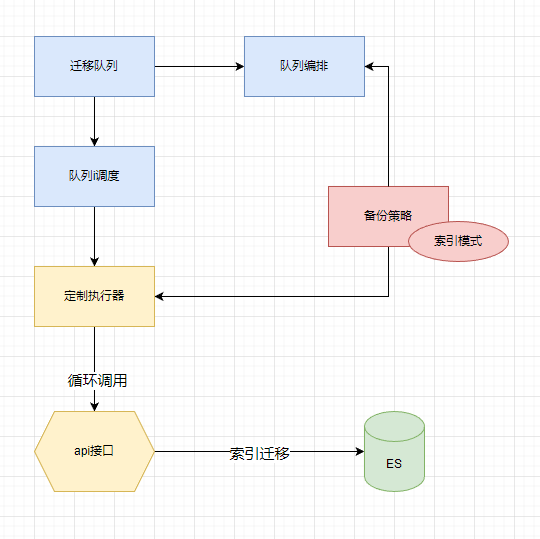 迁移队列
队列编排
队列i调度
备份策略
索引模式
定制执行器
循环调用
api接口
索引迁移
ES